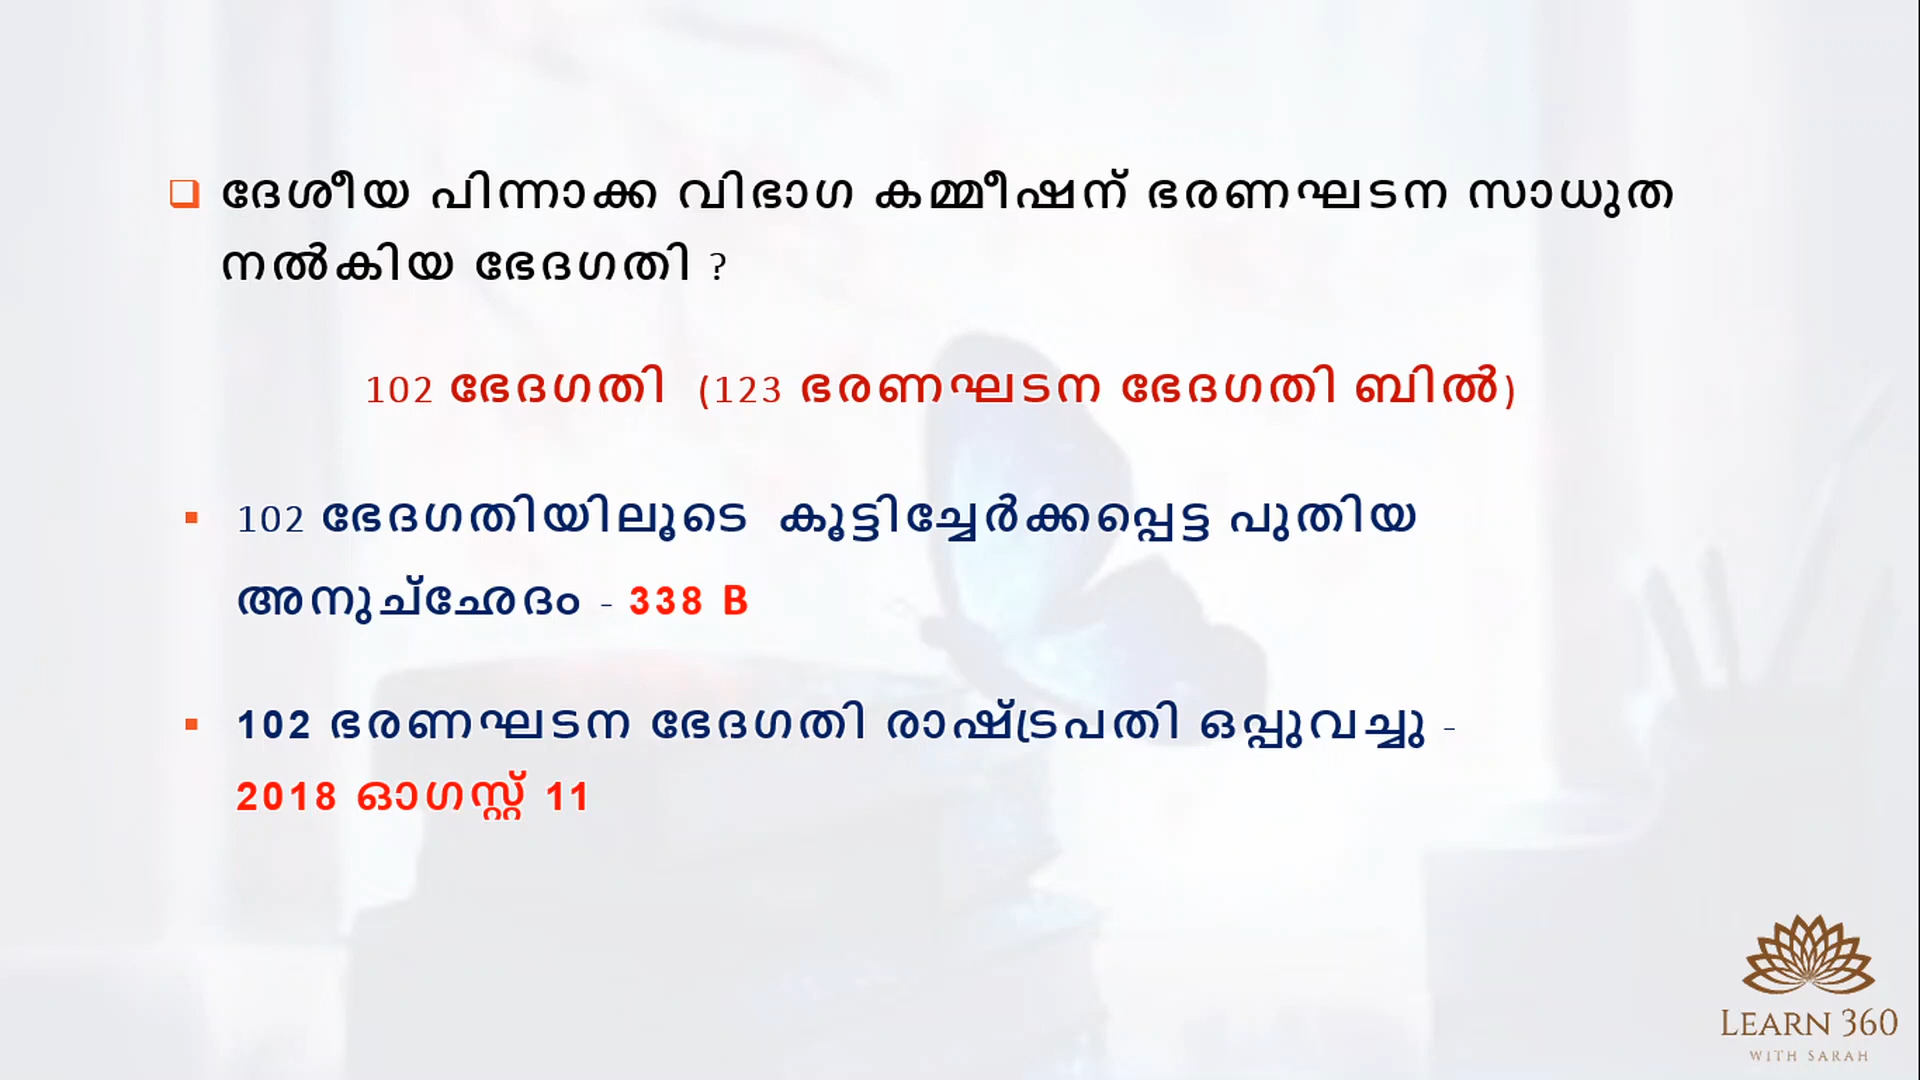 ദേശീയ പിന്നാക്ക വിഭാഗ കമ്മീഷന് ഭരണഘടന സാധുത
നൽകിയ ഭേദഗതി ?
102 ഭേദഗതി (123 ഭരണഘടന ഭേദഗതി ബിൽ)
102 ഭേദഗതിയിലൂടെ കൂട്ടിച്ചേർക്കപ്പെട്ട പുതിയ
അനുച്ഛേദം - 338 B
102 ഭരണഘടന ഭേദഗതി രാഷ്ട്രപതി ഒപ്പുവച്ചു -
2018 ഓഗസ്റ്റ് 11
LEARN 360
WITH SARAH